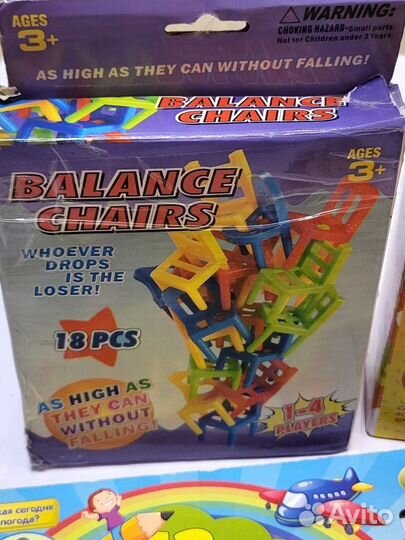 AGES
3+
WARNING:
CHOKING HAZARD-Small parts.
Not for Children under 3 Years.
AS HIGH AS THEY CAN WITHOUT FALLING!
BALANCE
CHAIRS
AGES
3+
BALANCE
CHAIRS
WHOEVER
DROPS
IS THE
LOSER!
18 PCS
AS HIGH AS
THEY CAN
WITHOUT
FALLING!
1-4
PLAYERS
кая сегодня
погода?
Avito